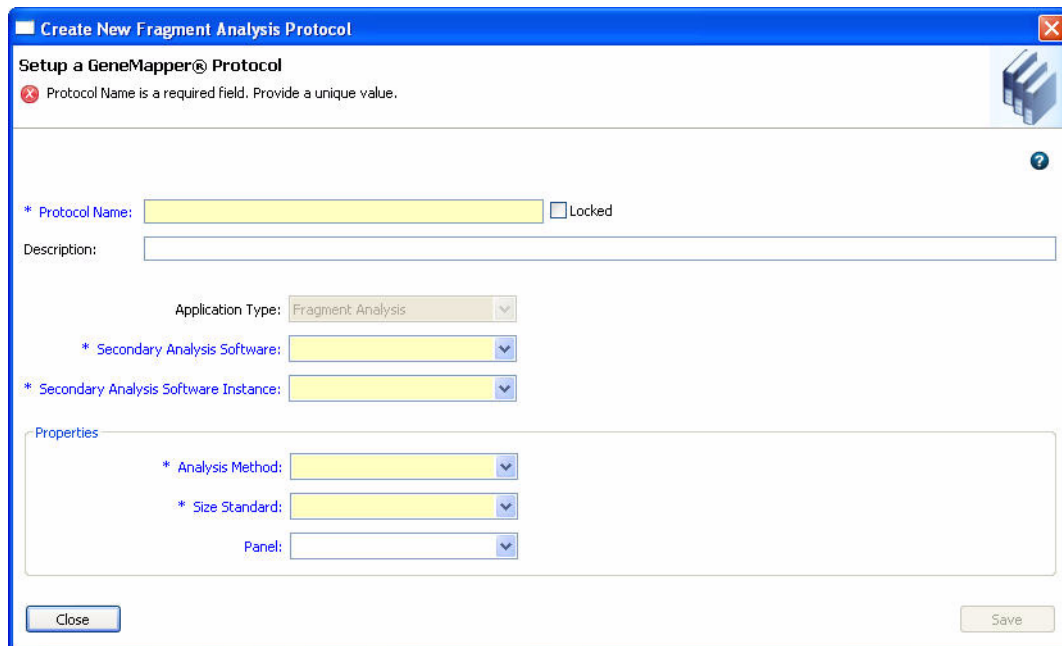 Create New Fragment Analysis Protocol
Setup a GeneMapper® Protocol
Protocol Name is a required field. Provide a unique value.
* Protocol Name:
Locked
Description:
Application Type: Fragment Analysis
* Secondary Analysis Software:
* Secondary Analysis Software Instance:
Properties
* Analysis Method:
* Size Standard:
Panel:
Close
Save